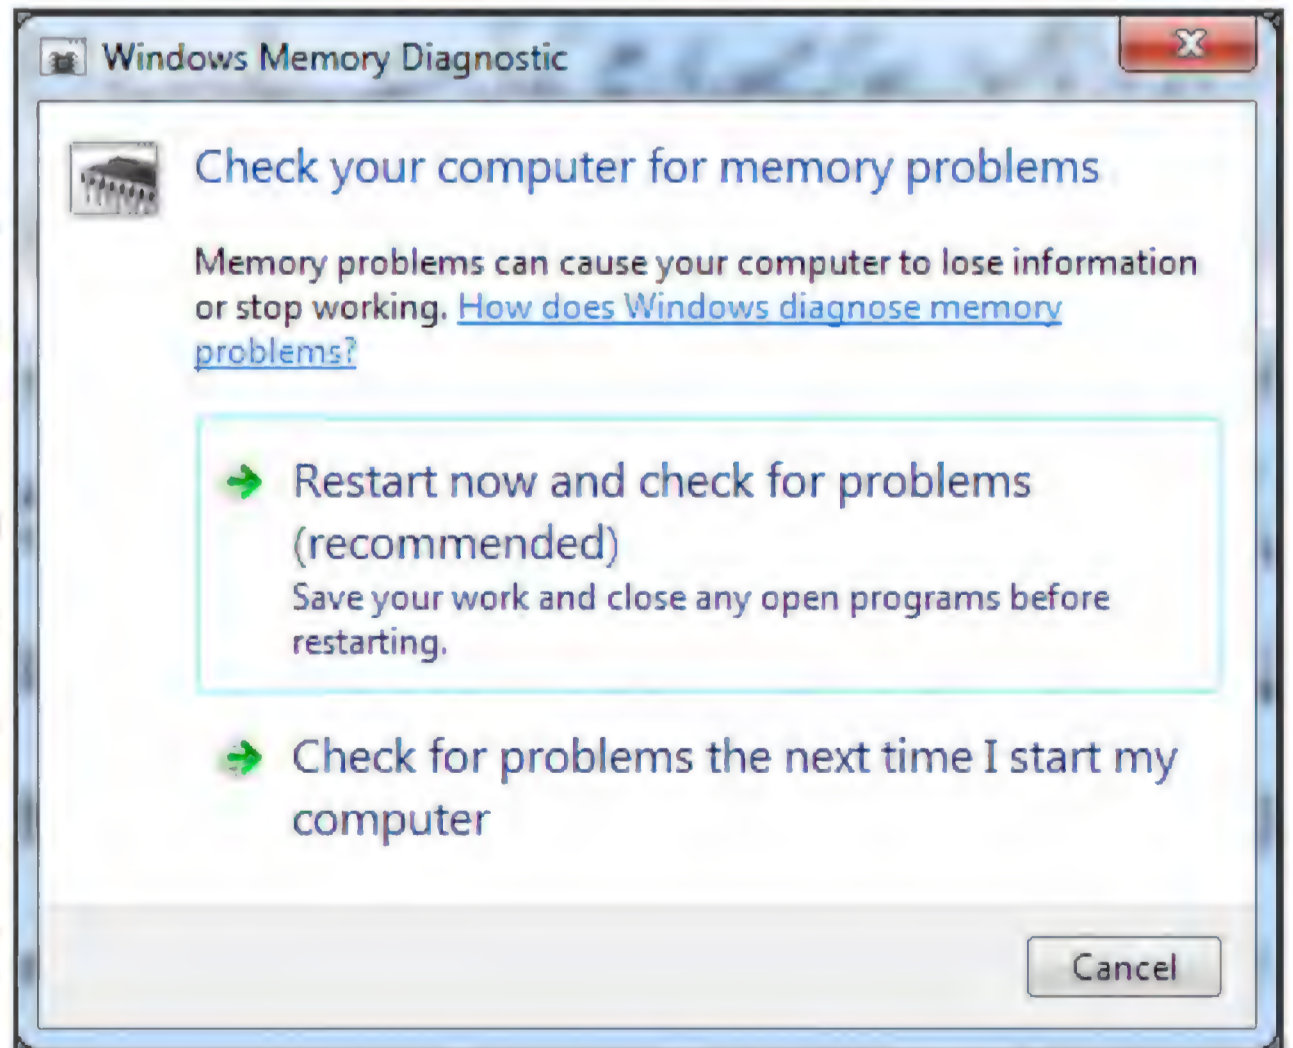 Windows Memory Diagnostic
Check your computer for memory problems
Memory problems can cause your computer to lose information
or stop working. How does Windows diagnose memory
problems?
Restart now and check for problems
(recommended)
Save your work and close any open programs before
restarting.
Check for problems the next time I start my
computer
Cancel